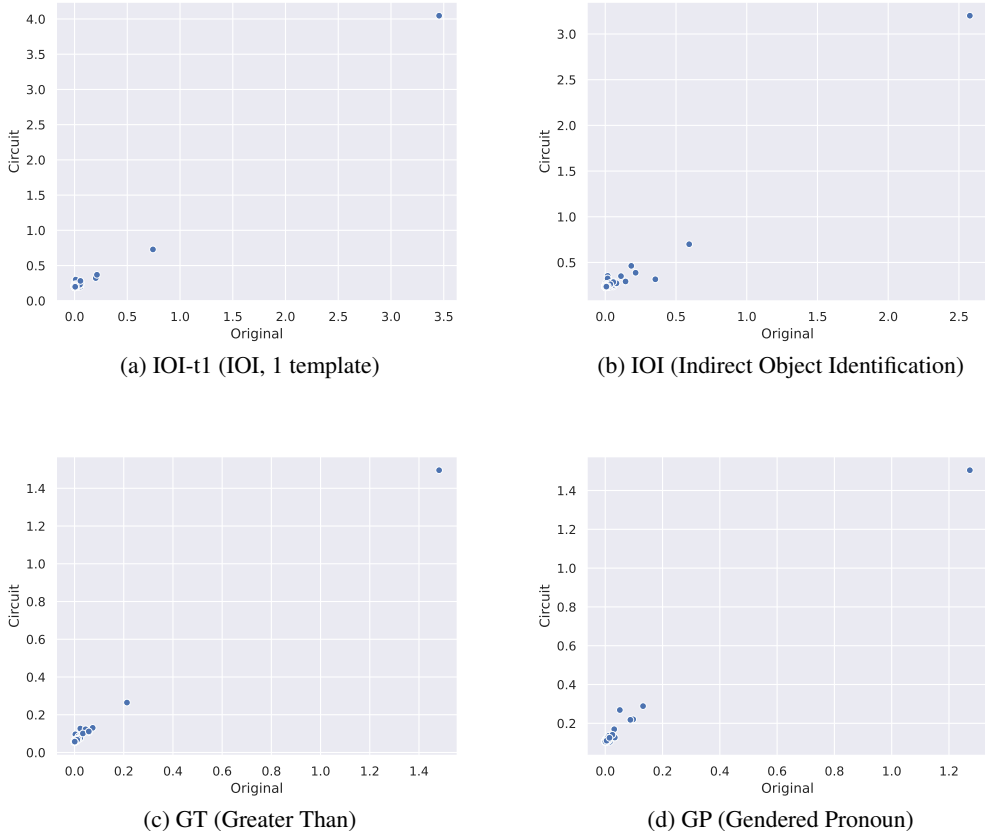 4.0
3.5
3.0
2.5
2.0
1.5
1.0
0.5
0.0
Circuit
0.0 0.5 1.0 1.5 2.0 2.5 3.0 3.5
Original
(a) IOI-t1 (IOI, 1 template)
3.0
2.5
2.0
1.5
1.0
0.5
Circuit
0.0 0.5 1.0 1.5 2.0 2.5
Original
(b) IOI (Indirect Object Identification)
1.4
1.2
1.0
0.8
0.6
0.4
0.2
0.0
Circuit
0.0 0.2 0.4 0.6 0.8 1.0 1.2 1.4
Original
(c) GT (Greater Than)
1.4
1.2
1.0
0.8
0.6
0.4
0.2
Circuit
0.0 0.2 0.4 0.6 0.8 1.0 1.2
Original
(d) GP (Gendered Pronoun)